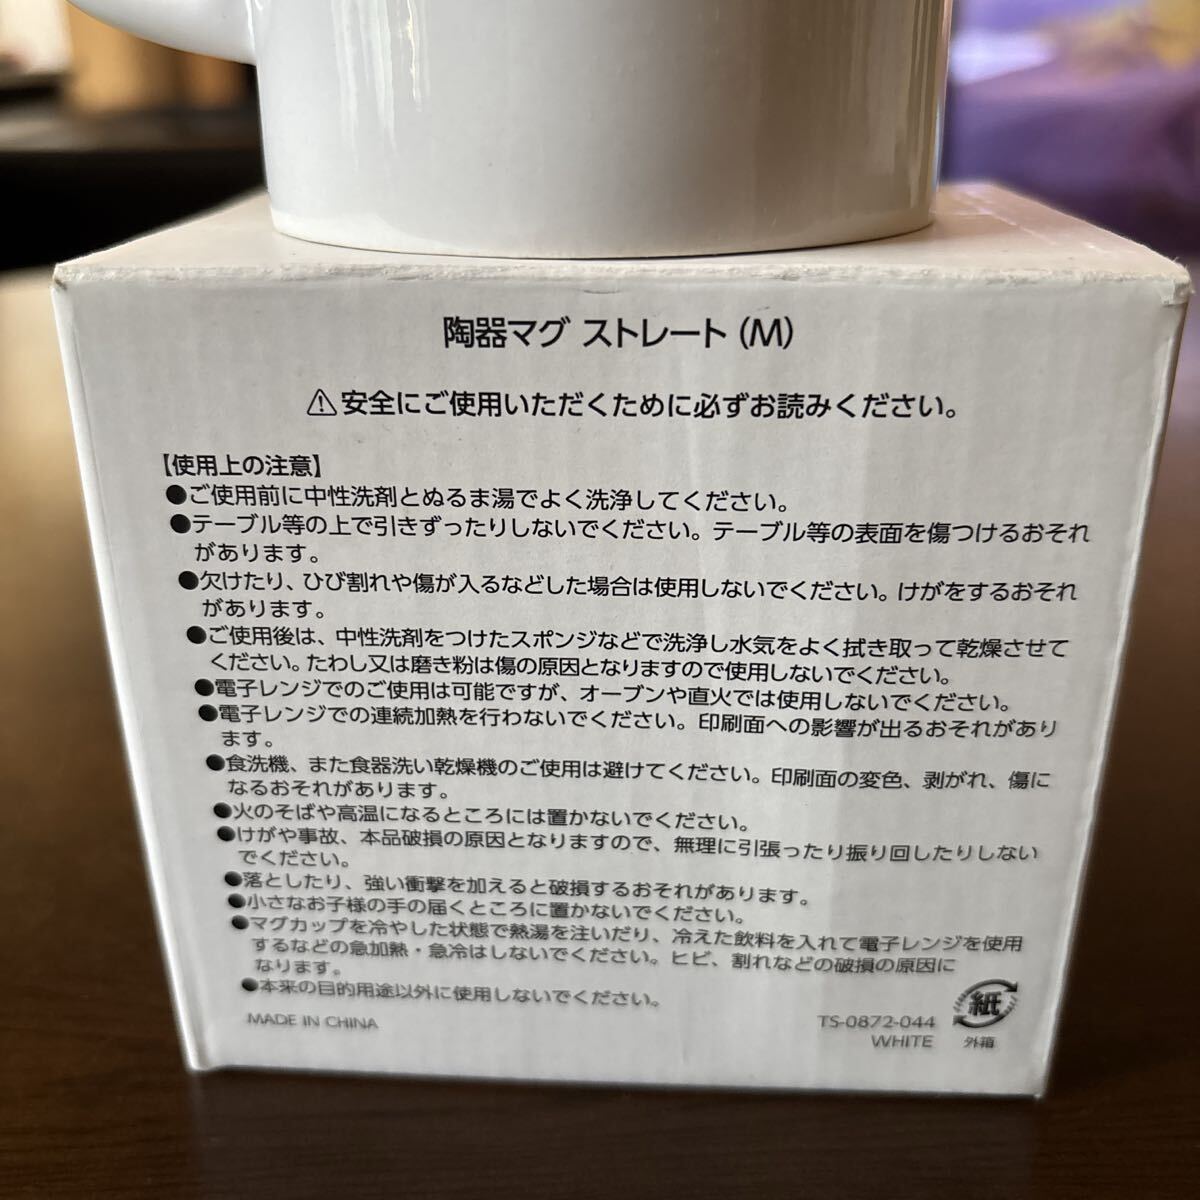 陶器マグ ストレート（M）
⚠安全にご使用いただくために必ずお読みください。
【使用上の注意】
●ご使用前に中性洗剤とぬるま湯でよく洗浄してください。
●テーブル等の上で引きずったりしないでください。テーブル等の表面を傷つけるおそれ
があります。
●欠けたり、ひび割れや傷が入るなどした場合は使用しないでください。けがをするおそれ
があります。
●ご使用後は、中性洗剤をつけたスポンジなどで洗浄し水気をよく拭き取って乾燥させて
ください。たわし又は磨き粉は傷の原因となりますので使用しないでください。
●電子レンジでのご使用は可能ですが、オーブンや直火では使用しないでください。
●電子レンジでの連続加熱を行わないでください。印刷面への影響が出るおそれがあり
ます。
●食洗機、また食器洗い乾燥機のご使用は避けてください。印刷面の変色、剥がれ、傷に
なるおそれがあります。
●火のそばや高温になるところには置かないでください。
●けがや事故、本品破損の原因となりますので、無理に引張ったり振り回したりしない
でください。
●落としたり、強い衝撃を加えると破損するおそれがあります。
●小さなお子様の手の届くところに置かないでください。
●マグカップを冷やした状態で熱湯を注いだり、冷えた飲料を入れて電子レンジを使用
するなどの急加熱・急冷はしないでください。ヒビ、割れなどの破損の原因に
なります。
●本来の目的用途以外に使用しないでください。
MADE IN CHINA
TS-0872-044
WHITE
紙
外箱